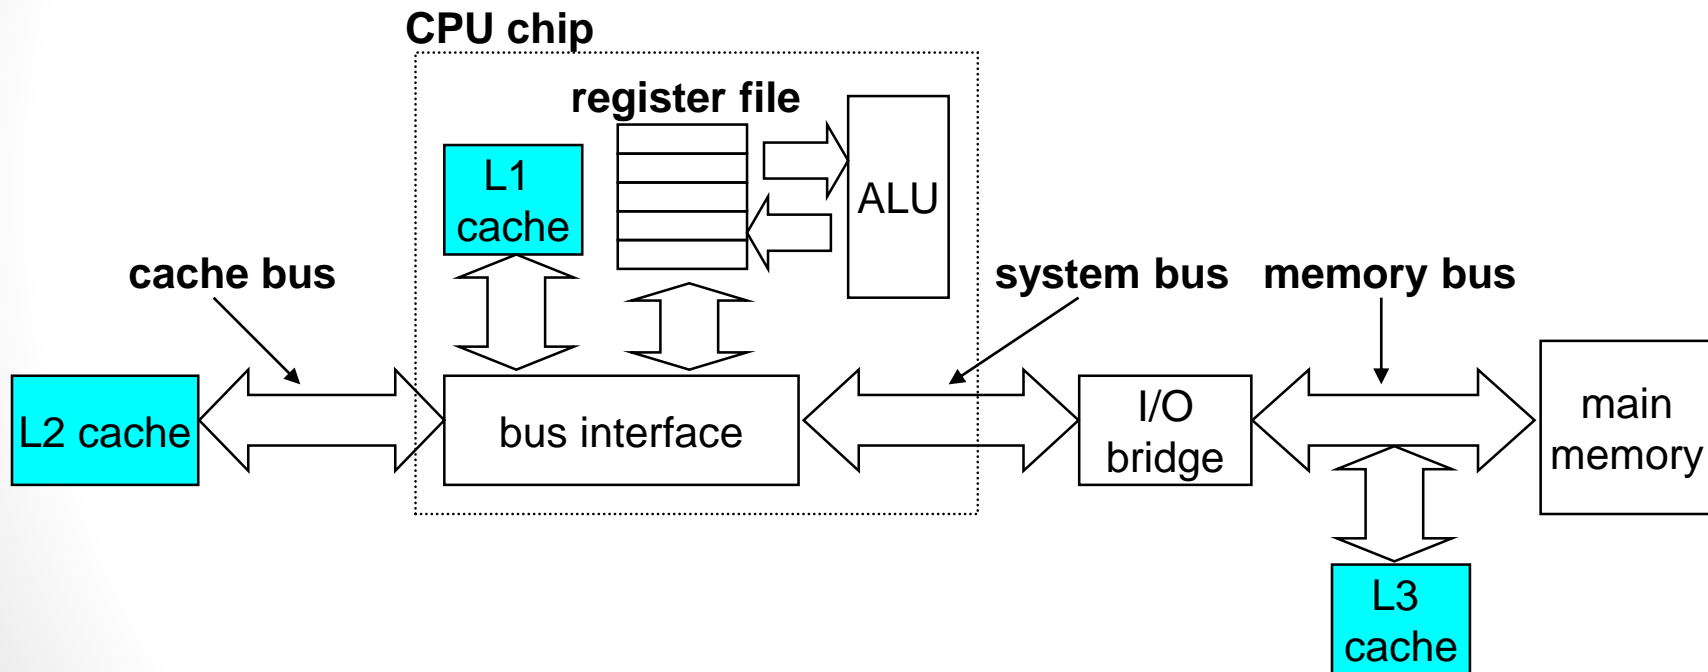 CPU chip
register file
L1
cache
ALU
cache bus
system bus
memory bus
L2 cache
bus interface
I/O
bridge
main
memory
L3
cache